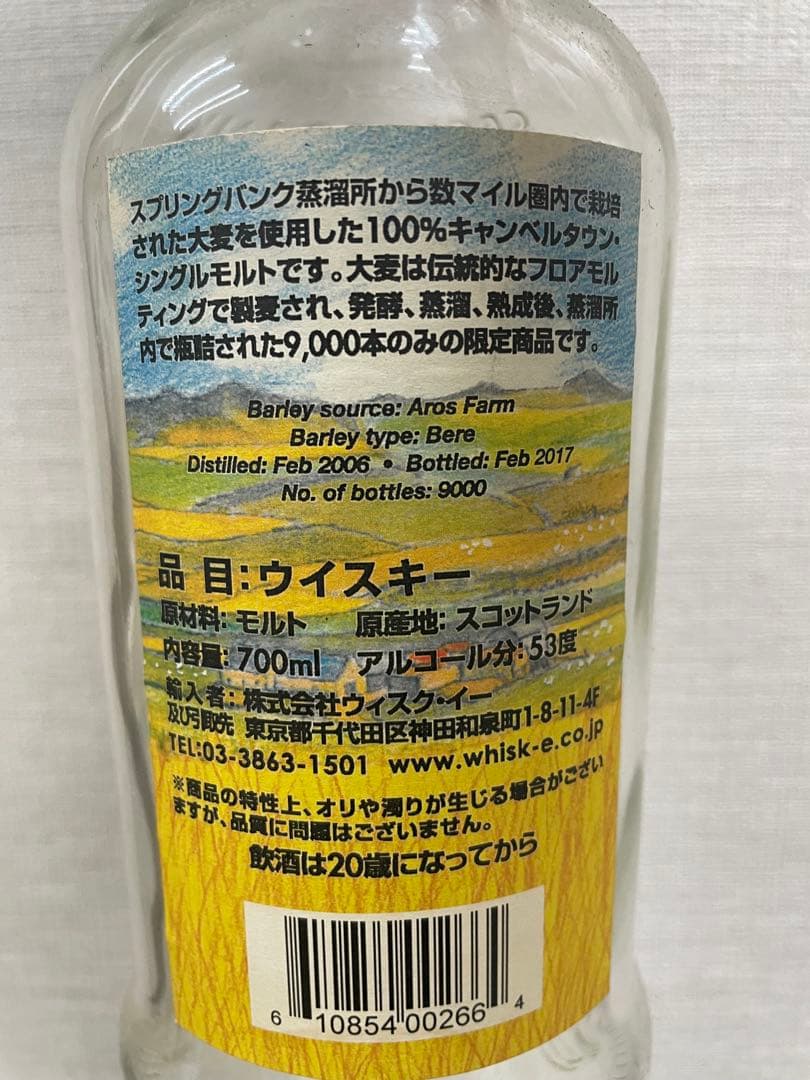 スプリングバンク蒸溜所から数マイル圏内で栽培
された大麦を使用した100%キャンベルタウン・
シングルモルトです。大麦は伝統的なフロアモル
ティングで製麦され、発酵、蒸溜、熟成後、蒸溜所
内で瓶詰された9,000本のみの限定商品です。
Barley source: Aros Farm
Barley type: Bere
Distilled: Feb 2006 • Bottled: Feb 2017
No. of bottles: 9000
品 目:ウイスキー
原材料: モルト 原産地: スコットランド
内容量: 700ml アルコール分: 53度
輸入者: 株式会社ウィスク・イー
及び引取先 東京都千代田区神田和泉町1-8-11-4F
TEL:03-3863-1501 www.whisk-e.co.jp
※商品の特性上、オリや濁りが生じる場合がござい
ますが、品質に問題はございません。
飲酒は20歳になってから
6 10854 00266 4